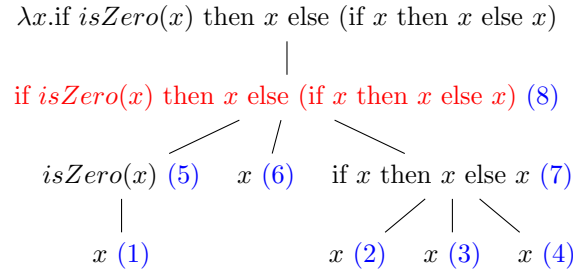 λx.if isZero(x) then x else (if x then x else x)
if isZero(x) then x else (if x then x else x) (8)
isZero(x) (5) x (6) if x then x else x (7)
x (1) x (2) x (3) x (4)